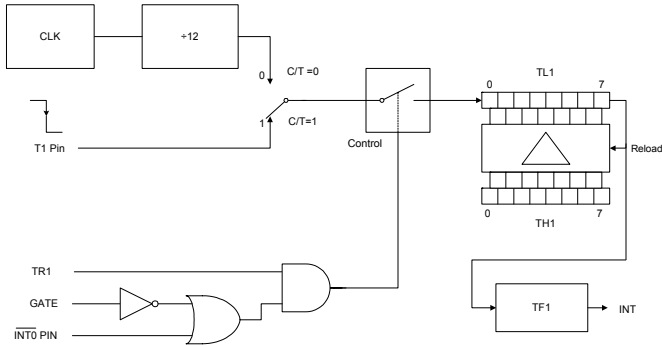 CLK
÷12
0
C/T =0
1
C/T=1
T1 Pin
Control
TL1
0 7
Reload
0 7
TH1
TR1
GATE
INT0 PIN
TF1
INT